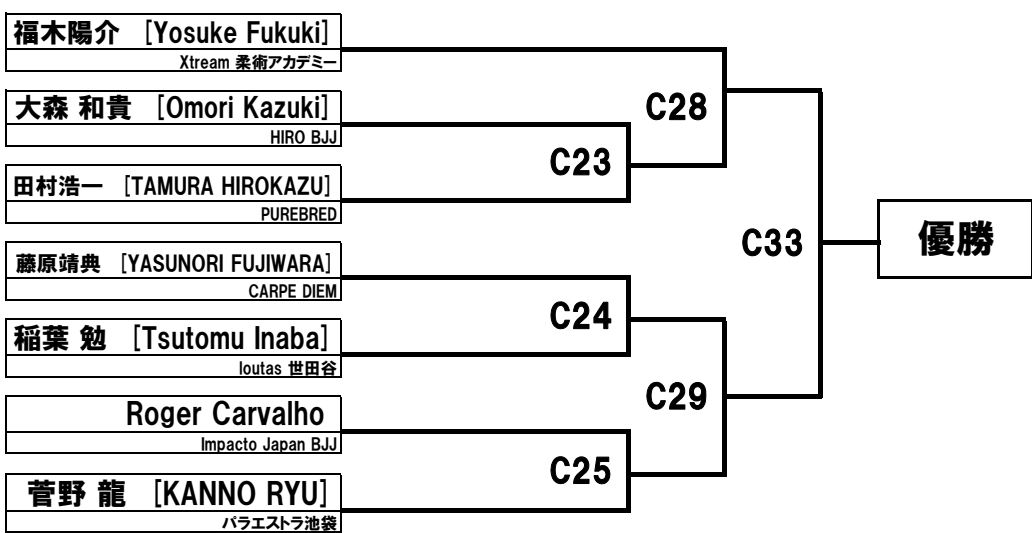 福木陽介 [Yosuke Fukuki]
Xtream 柔術アカデミー
大森 和貴 [Omori Kazuki]
HIRO BJJ
田村浩一 [TAMURA HIROKAZU]
PUREBRED
藤原靖典 [YASUNORI FUJIWARA]
CARPE DIEM
稲葉 勉 [Tsutomu Inaba]
loutas 世田谷
Roger Carvalho
Impacto Japan BJJ
菅野 龍 [KANNO RYU]
パラエストラ池袋
C23
C24
C25
C28
C29
C33
優勝